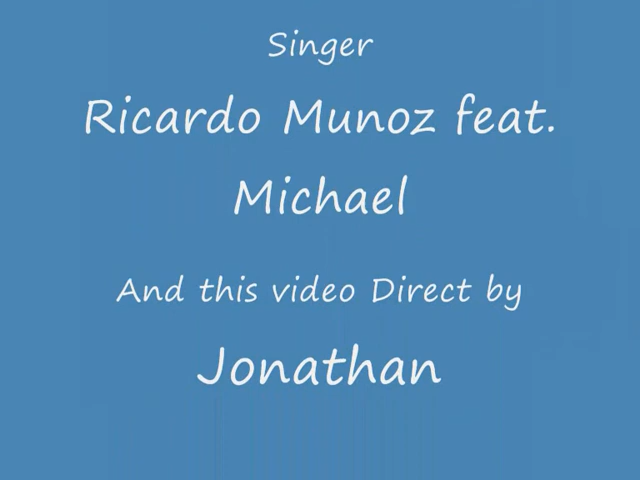 Singer
Ricardo Munoz feat.
Michael
And this video Direct by
Jonathan